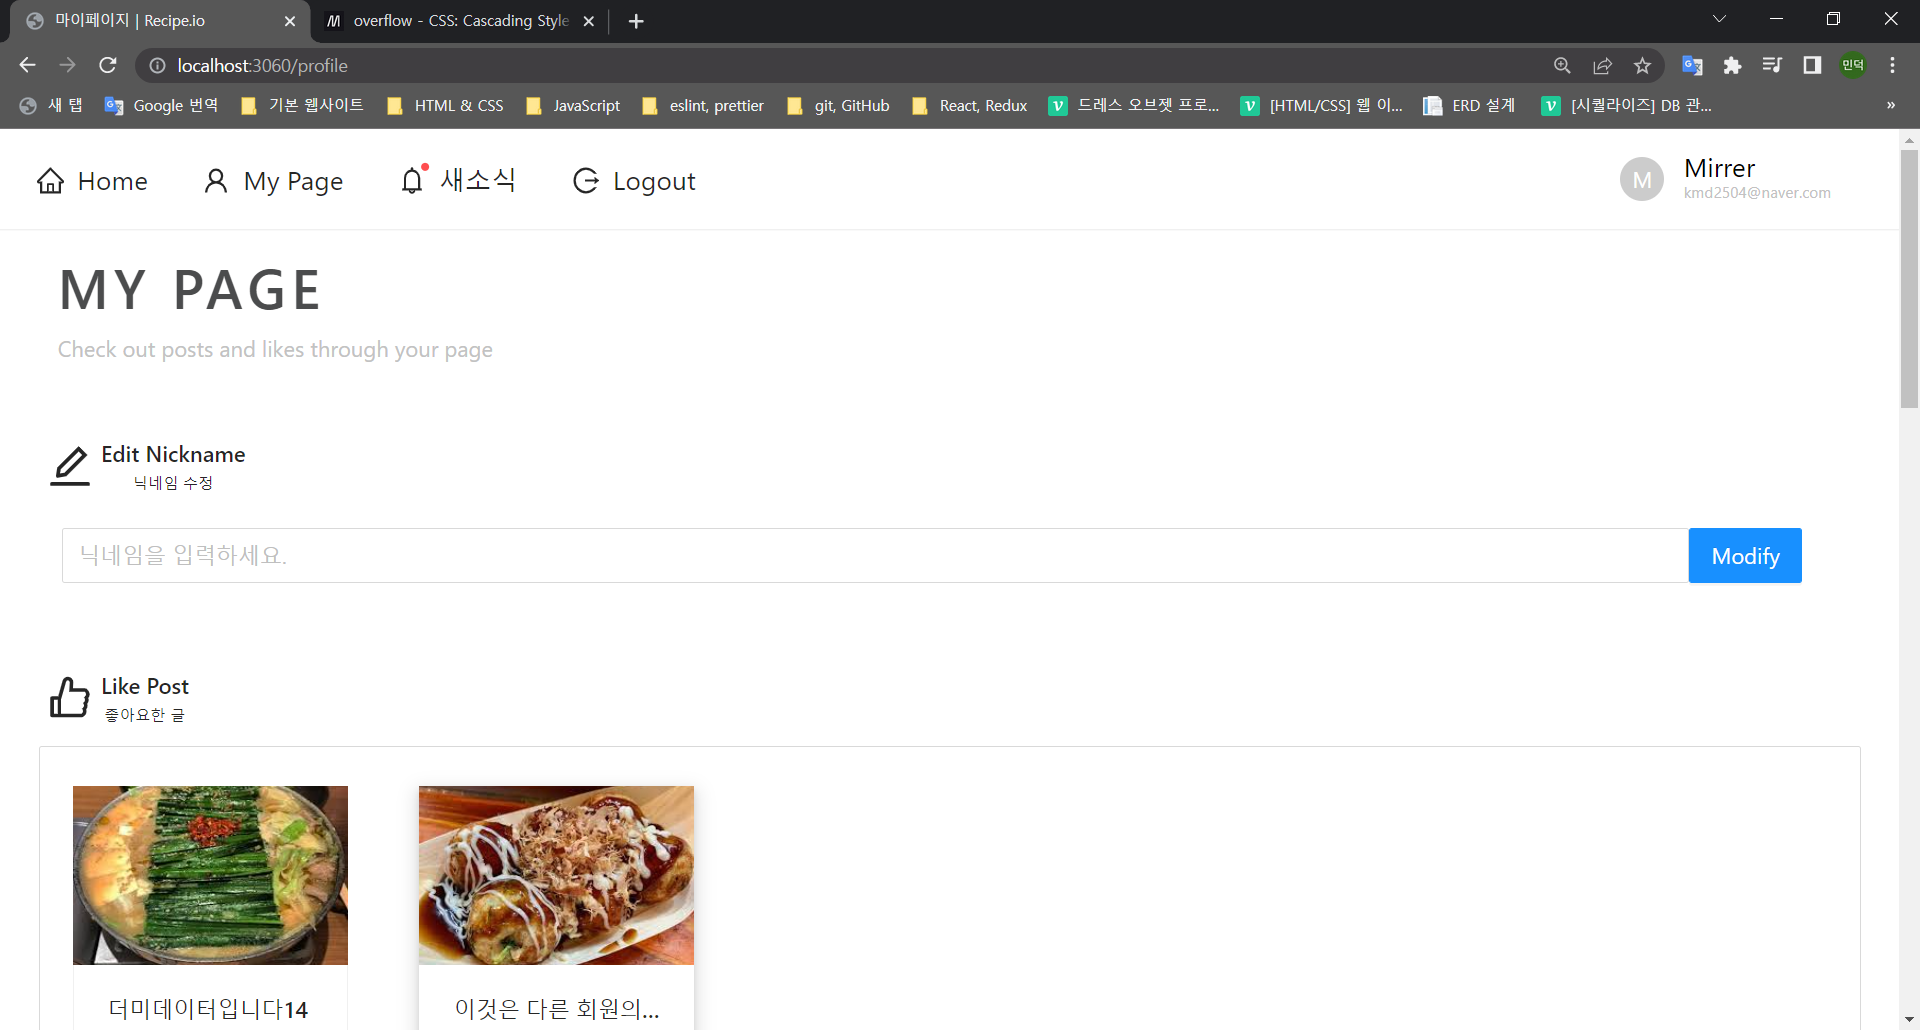 마이페이지 | Recipe.io
overflow - CSS: Cascading Style
localhost:3060/profile
민덕
새 탭
Google 번역
기본 웹사이트
HTML & CSS
JavaScript
eslint, prettier
git, GitHub
React, Redux
드레스 오브젯 프로...
[HTML/CSS] 웹 이...
ERD 설계
[시퀄라이즈] DB 관...
»
Home
My Page
새소식
Logout
M
Mirrer
kmd2504@naver.com
MY PAGE
Check out posts and likes through your page
Edit Nickname
닉네임 수정
닉네임을 입력하세요.
Modify
Like Post
좋아요한 글
더미데이터입니다14
이것은 다른 회원의...